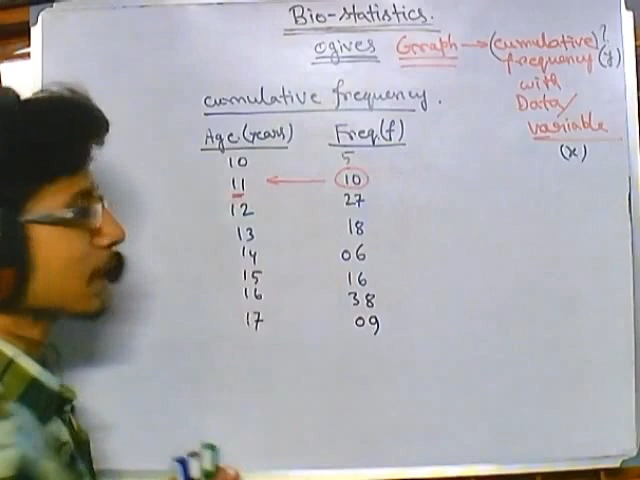 Bio-statistics.
ogives Graph → (cumulative)?
frequency (f)
with
Data/
variable
(x)
cumulative frequency.
Age (years) Freq.(f)
10 5
11 ← 10
12 27
13 18
14 06
15 16
16 38
17 09